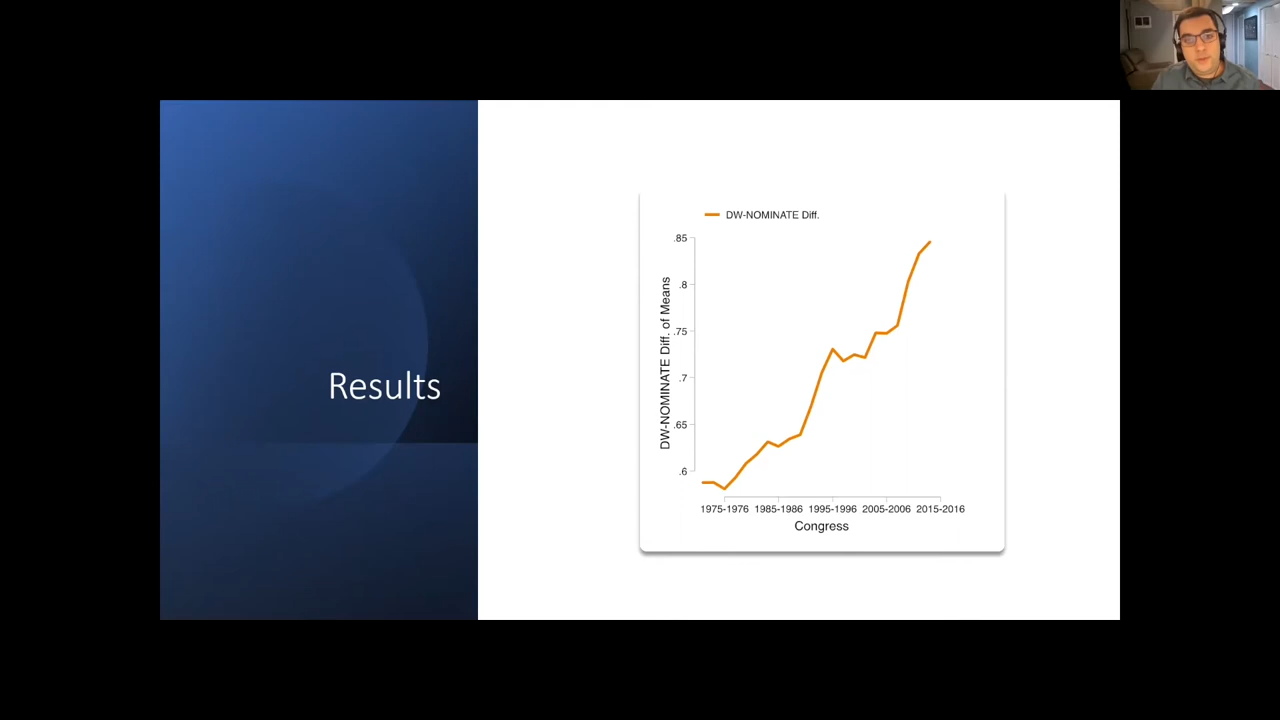 Results
DW-NOMINATE Diff.
DW-NOMINATE Diff. of Means
.85
.8
.75
.7
.65
.6
1975-1976 1985-1986 1995-1996 2005-2006 2015-2016
Congress